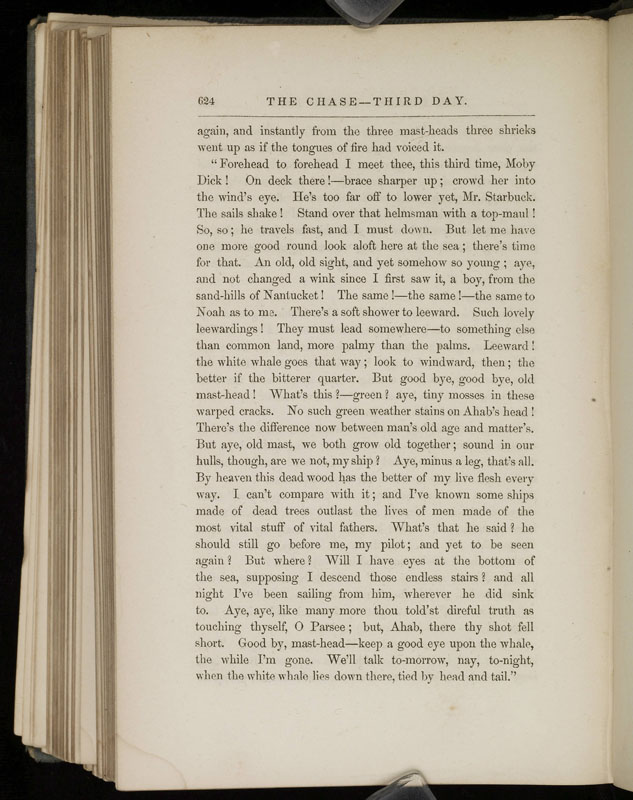 624 THE CHASE—THIRD DAY.
again, and instantly from the three mast-heads three shrieks
went up as if the tongues of fire had voiced it.
“Forehead to forehead I meet thee, this third time, Moby
Dick! On deck there!—brace sharper up; crowd her into
the wind’s eye. He’s too far off to lower yet, Mr. Starbuck.
The sails shake! Stand over that helmsman with a top-maul!
So, so; he travels fast, and I must down. But let me have
one more good round look aloft here at the sea; there’s time
for that. An old, old sight, and yet somehow so young; aye,
and not changed a wink since I first saw it, a boy, from the
sand-hills of Nantucket! The same!—the same!—the same to
Noah as to me. There’s a soft shower to leeward. Such lovely
leewardings! They must lead somewhere—to something else
than common land, more palmy than the palms. Leeward!
the white whale goes that way; look to windward, then; the
better if the bitterer quarter. But good bye, good bye, old
mast-head! What’s this?—green? aye, tiny mosses in these
warped cracks. No such green weather stains on Ahab’s head!
There’s the difference now between man’s old age and matter’s.
But aye, old mast, we both grow old together; sound in our
hulls, though, are we not, my ship? Aye, minus a leg, that’s all.
By heaven this dead wood has the better of my live flesh every
way. I can’t compare with it; and I’ve known some ships
made of dead trees outlast the lives of men made of the
most vital stuff of vital fathers. What’s that he said? he
should still go before me, my pilot; and yet to be seen
again? But where? Will I have eyes at the bottom of
the sea, supposing I descend those endless stairs? and all
night I’ve been sailing from him, wherever he did sink
to. Aye, aye, like many more thou told’st direful truth as
touching thyself, O Parsee; but, Ahab, there thy shot fell
short. Good by, mast-head—keep a good eye upon the whale,
the while I’m gone. We’ll talk to-morrow, nay, to-night,
when the white whale lies down there, tied by head and tail.”